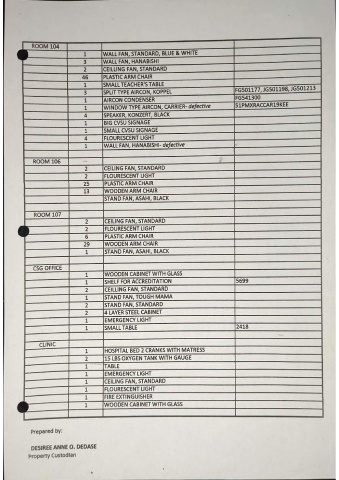 ROOM 104
1 WALL FAN, STANDARD, BLUE & WHITE
3 WALL FAN, HANABISHI
2 CEILLING FAN, STANDARD
46 PLASTIC ARM CHAIR
1 SMALL TEACHER'S TABLE
3 SPLIT TYPE AIRCON, KOPPEL FGS01177, JGS01198, JGS01213
1 AIRCON CONDENSER FGS41300
1 WINDOW TYPE AIRCON, CARRIER- defective 51PMXRACCAR19KEE
4 SPEAKER, KONZERT, BLACK
1 BIG CVSU SIGNAGE
1 SMALL CVSU SIGNAGE
4 FLOURESCENT LIGHT
1 WALL FAN, HANABISHI- defective
ROOM 106
2 CEILING FAN, STANDARD
2 FLOURESCENT LIGHT
25 PLASTIC ARM CHAIR
13 WOODEN ARM CHAIR
STAND FAN, ASAHI, BLACK
ROOM 107
2 CEILING FAN, STANDARD
2 FLOURESCENT LIGHT
6 PLASTIC ARM CHAIR
29 WOODEN ARM CHAIR
1 STAND FAN, ASAHI, BLACK
CSG OFFICE
1 WOODEN CABINET WITH GLASS
1 SHELF FOR ACCREDITATION 5699
2 CEILLING FAN, STANDARD
1 STAND FAN, TOUGH MAMA
2 STAND FAN, STANDARD
2 4 LAYER STEEL CABINET
1 EMERGENCY LIGHT
1 SMALL TABLE 2418
CLINIC
1 HOSPITAL BED 2 CRANKS WITH MATRESS
2 15 LBS OXYGEN TANK WITH GAUGE
1 TABLE
1 EMERGENCY LIGHT
1 CEILING FAN, STANDARD
1 FLOURESCENT LIGHT
1 FIRE EXTINGUISHER
1 WOODEN CABINET WITH GLASS
Prepared by:
DESIREE ANNE O. DEDASE
Property Custodian